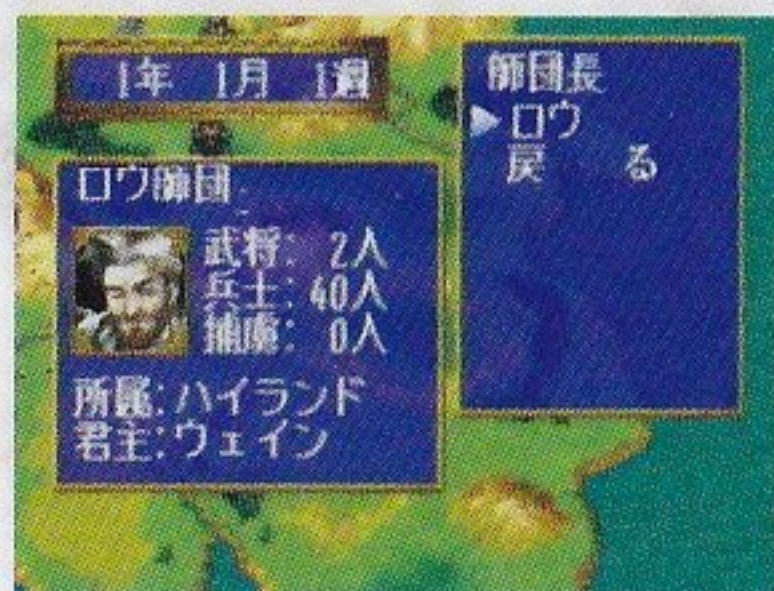 1年 1月 1週
師団長
▶ロウ
戻 る
ロウ師団
武将: 2人
兵士: 40人
捕虜: 0人
所属:ハイランド
君主:ウェイン